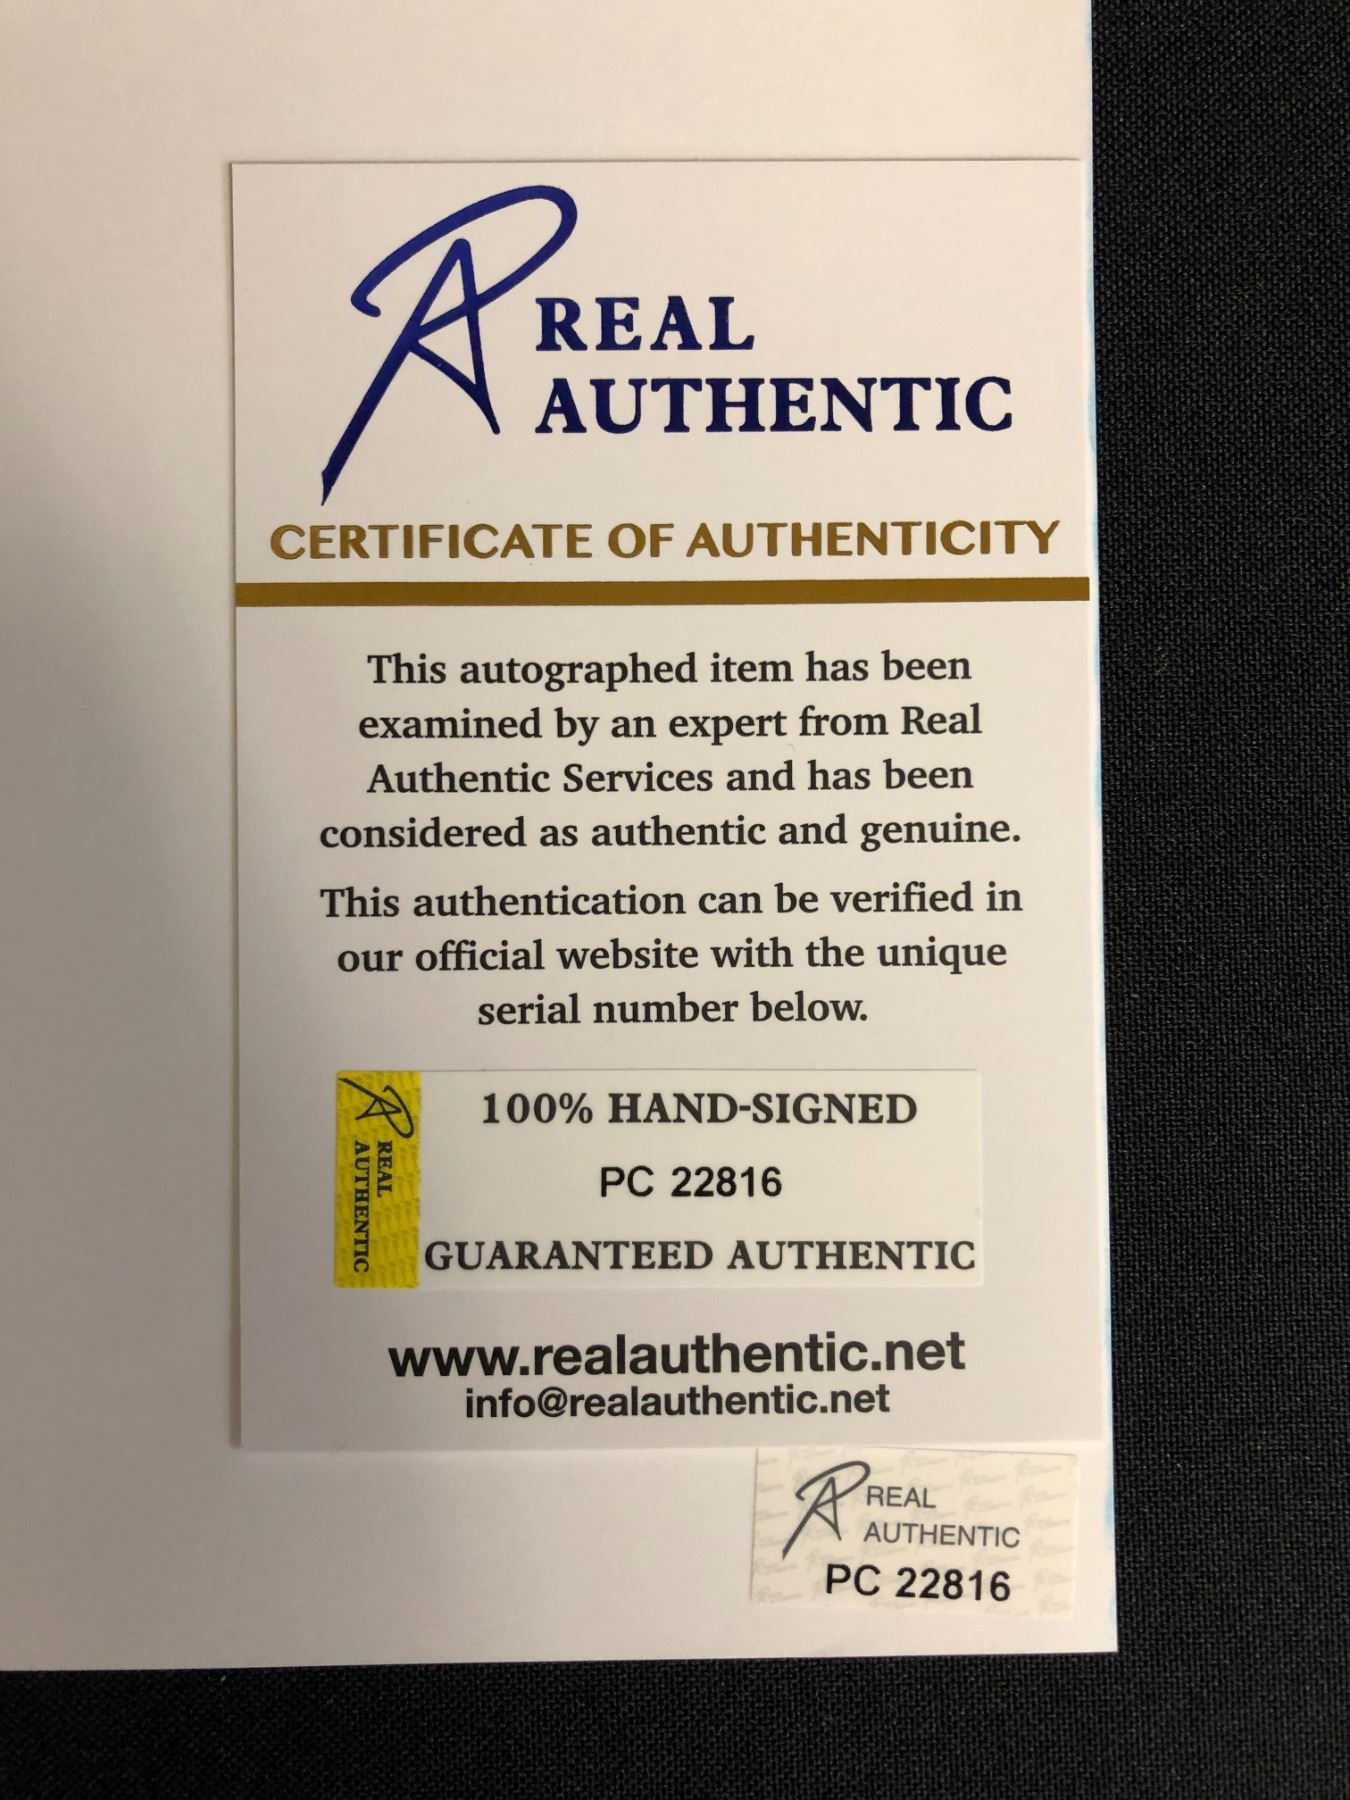 REAL
AUTHENTIC
CERTIFICATE OF AUTHENTICITY
This autographed item has been
examined by an expert from Real
Authentic Services and has been
considered as authentic and genuine.
This authentication can be verified in
our official website with the unique
serial number below.
REAL
AUTHENTIC
100% HAND-SIGNED
PC 22816
GUARANTEED AUTHENTIC
www.realauthentic.net
info@realauthentic.net
REAL
AUTHENTIC
PC 22816